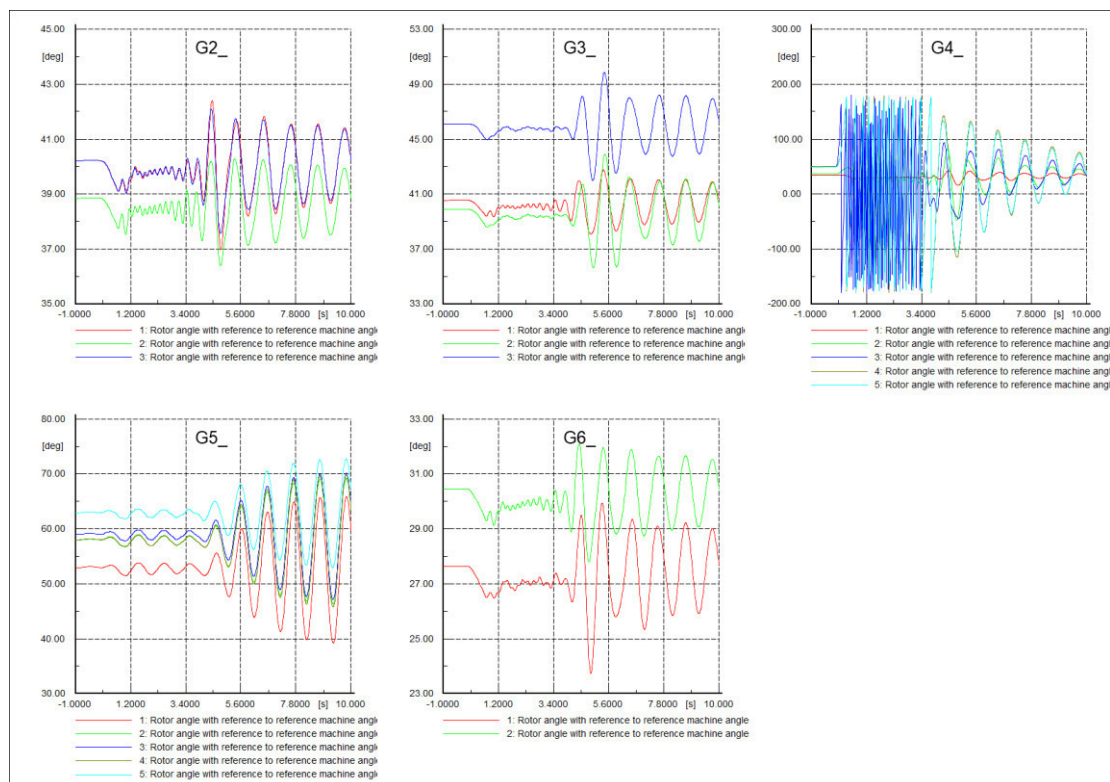 G2_
45.00
[deg]
43.00
41.00
39.00
37.00
35.00
-1.0000 1.2000 3.4000 5.6000 7.8000 [s] 10.000
1: Rotor angle with reference to reference machine angle
2: Rotor angle with reference to reference machine angle
3: Rotor angle with reference to reference machine angle
G3_
53.00
[deg]
49.00
45.00
41.00
37.00
33.00
-1.0000 1.2000 3.4000 5.6000 7.8000 [s] 10.000
1: Rotor angle with reference to reference machine angle
2: Rotor angle with reference to reference machine angle
3: Rotor angle with reference to reference machine angle
G4_
300.00
[deg]
200.00
100.00
0.00
-100.00
-200.00
-1.0000 1.2000 3.4000 5.6000 7.8000 [s] 10.000
1: Rotor angle with reference to reference machine angl
2: Rotor angle with reference to reference machine angl
3: Rotor angle with reference to reference machine angl
4: Rotor angle with reference to reference machine angl
5: Rotor angle with reference to reference machine angl
G5_
80.00
[deg]
70.00
60.00
50.00
40.00
30.00
-1.0000 1.2000 3.4000 5.6000 7.8000 [s] 10.000
1: Rotor angle with reference to reference machine angle
2: Rotor angle with reference to reference machine angle
3: Rotor angle with reference to reference machine angle
4: Rotor angle with reference to reference machine angle
5: Rotor angle with reference to reference machine angle
G6_
33.00
[deg]
31.00
29.00
27.00
25.00
23.00
-1.0000 1.2000 3.4000 5.6000 7.8000 [s] 10.000
1: Rotor angle with reference to reference machine angle
2: Rotor angle with reference to reference machine angle